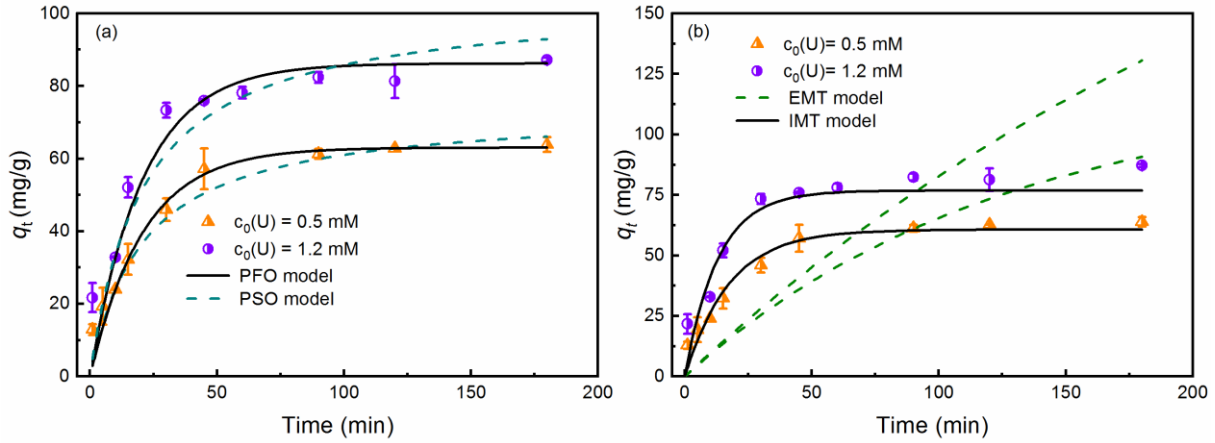 (a)
100
80
60
40
20
0
qt (mg/g)
c0(U) = 0.5 mM
c0(U) = 1.2 mM
PFO model
PSO model
0 50 100 150 200
Time (min)
(b)
150
125
100
75
50
25
0
qt (mg/g)
c0(U)= 0.5 mM
c0(U)= 1.2 mM
EMT model
IMT model
0 50 100 150 200
Time (min)